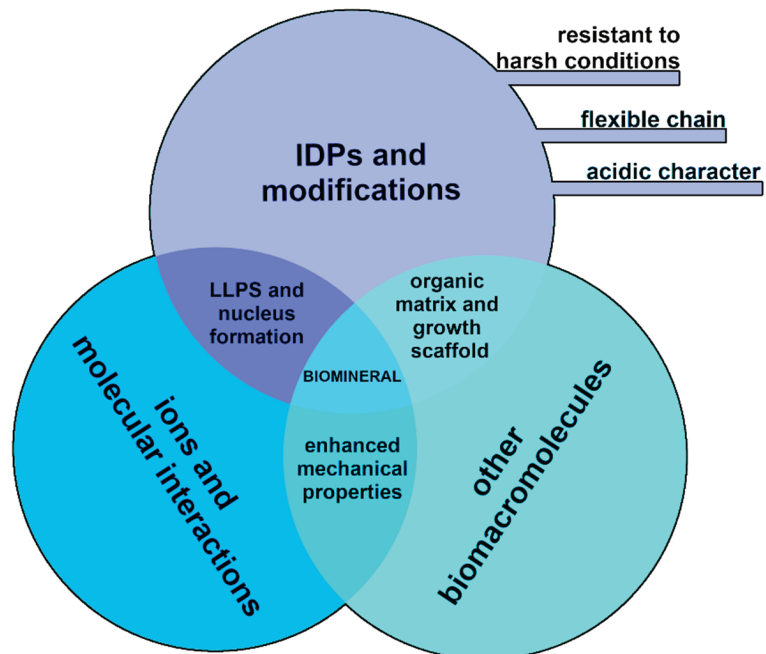 resistant to
harsh conditions
flexible chain
acidic character
IDPs and
modifications
LLPS and
nucleus
formation
organic
matrix and
growth
scaffold
BIOMINERAL
ions and
molecular interactions
enhanced
mechanical
properties
other
biomacromolecules